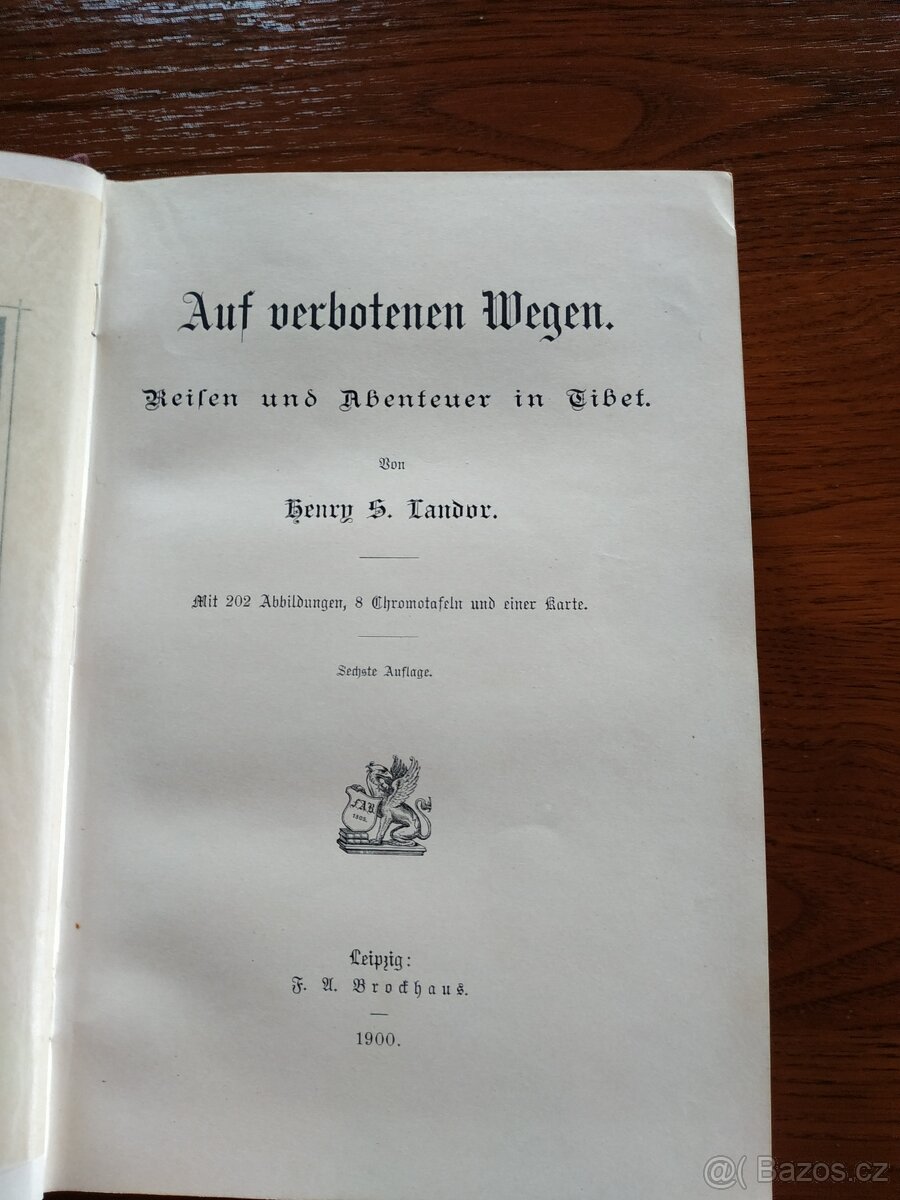 Auf verbotenen Wegen.
Reiſen und Abenteuer in Tibet.
Von
Henry S. Landor.
Mit 202 Abbildungen, 8 Chromotafeln und einer Karte.
Sechste Auflage.
F.A.B.
1805.
Leipzig:
F. A. Brockhaus.
1900.
@( Bazos.cz